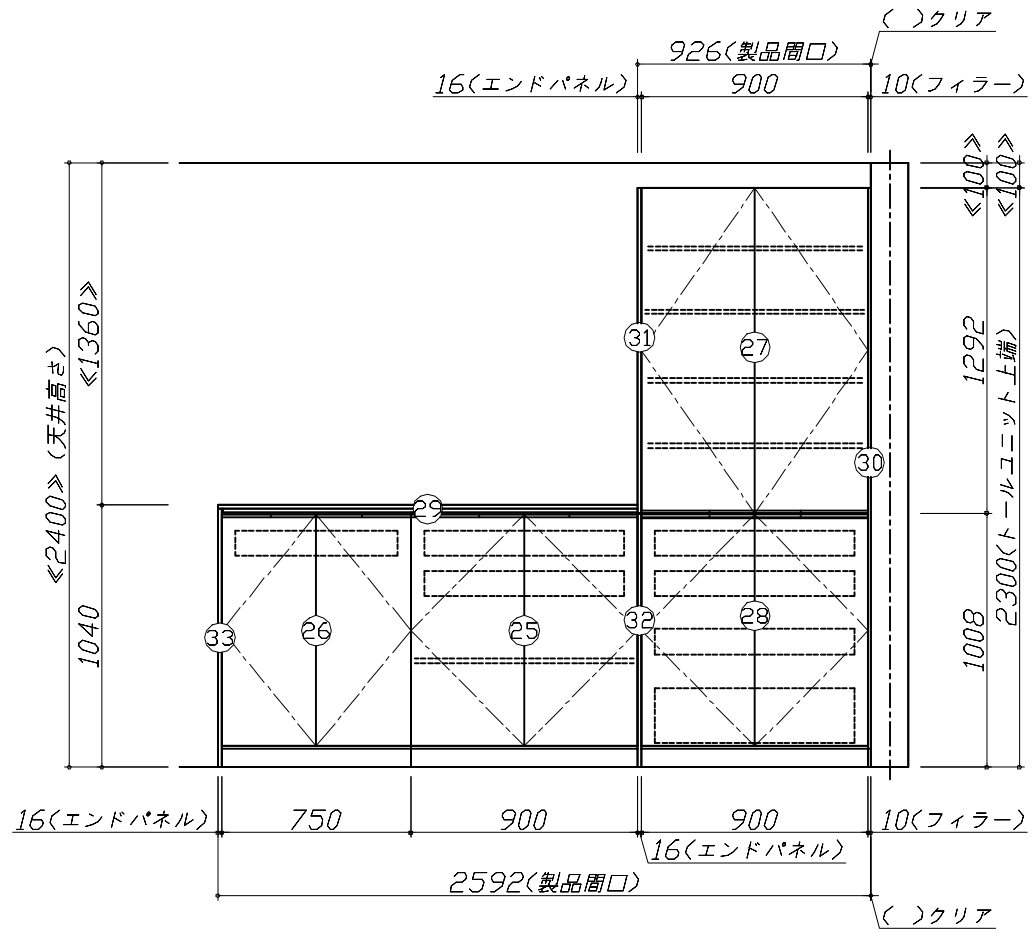 ( )クリア
926(製品間口)
16(エンドパネル)
900
10(フィラー)
≪100≫
≪100≫
≪1360≫
≪2400≫(天井高さ)
1040
31
27
30
29
33
26
25
32
28
1292
2300(トールユニット上端)
1008
16(エンドパネル)
750
900
900
10(フィラー)
16(エンドパネル)
2592(製品間口)
( )クリア